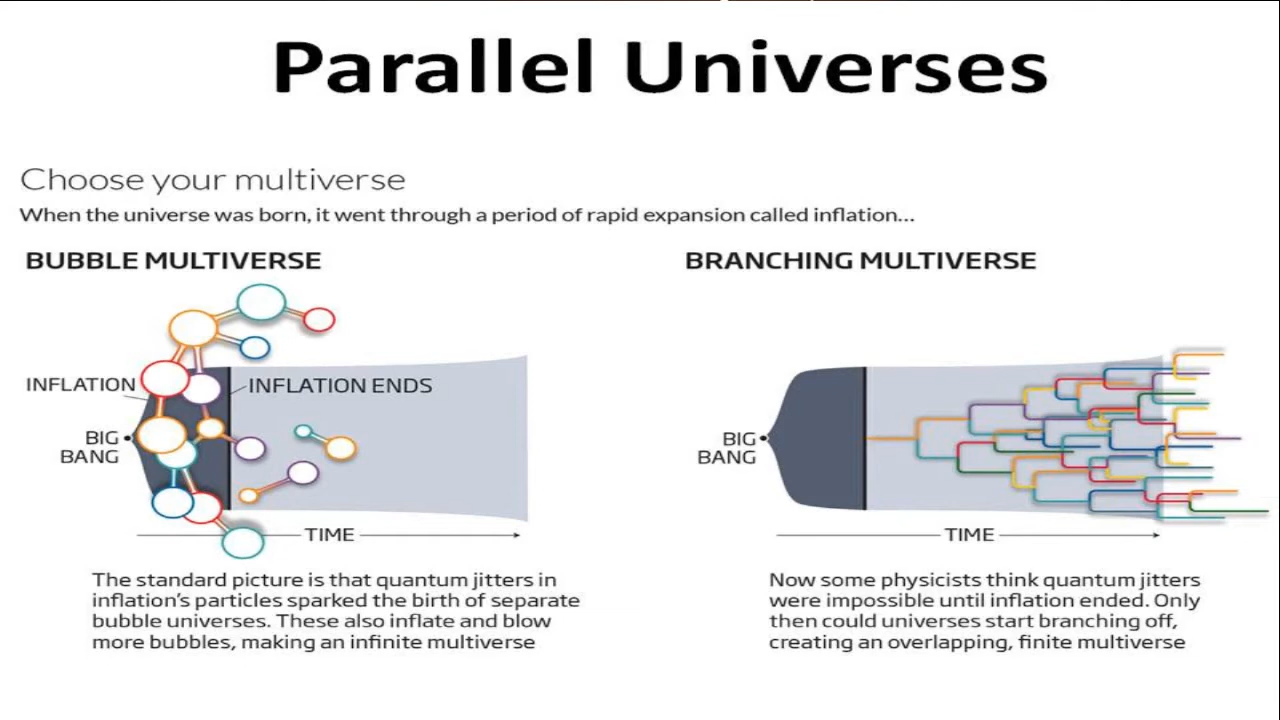 Parallel Universes
Choose your multiverse
When the universe was born, it went through a period of rapid expansion called inflation...
BUBBLE MULTIVERSE
INFLATION
INFLATION ENDS
BIG
BANG
TIME
The standard picture is that quantum jitters in
inflation's particles sparked the birth of separate
bubble universes. These also inflate and blow
more bubbles, making an infinite multiverse
BRANCHING MULTIVERSE
BIG
BANG
TIME
Now some physicists think quantum jitters
were impossible until inflation ended. Only
then could universes start branching off,
creating an overlapping, finite multiverse